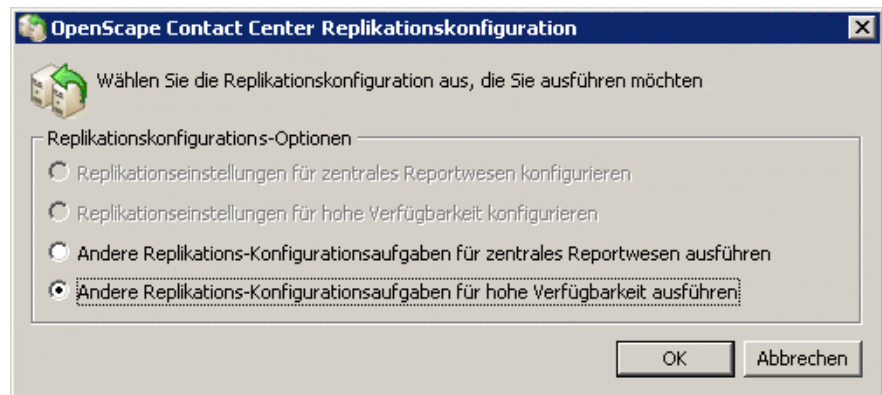 OpenScape Contact Center Replikationskonfiguration
Wählen Sie die Replikationskonfiguration aus, die Sie ausführen möchten
Replikationskonfigurations-Optionen
Replikationseinstellungen für zentrales Reportwesen konfigurieren
Replikationseinstellungen für hohe Verfügbarkeit konfigurieren
Andere Replikations-Konfigurationsaufgaben für zentrales Reportwesen ausführen
Andere Replikations-Konfigurationsaufgaben für hohe Verfügbarkeit ausführen
OK Abbrechen